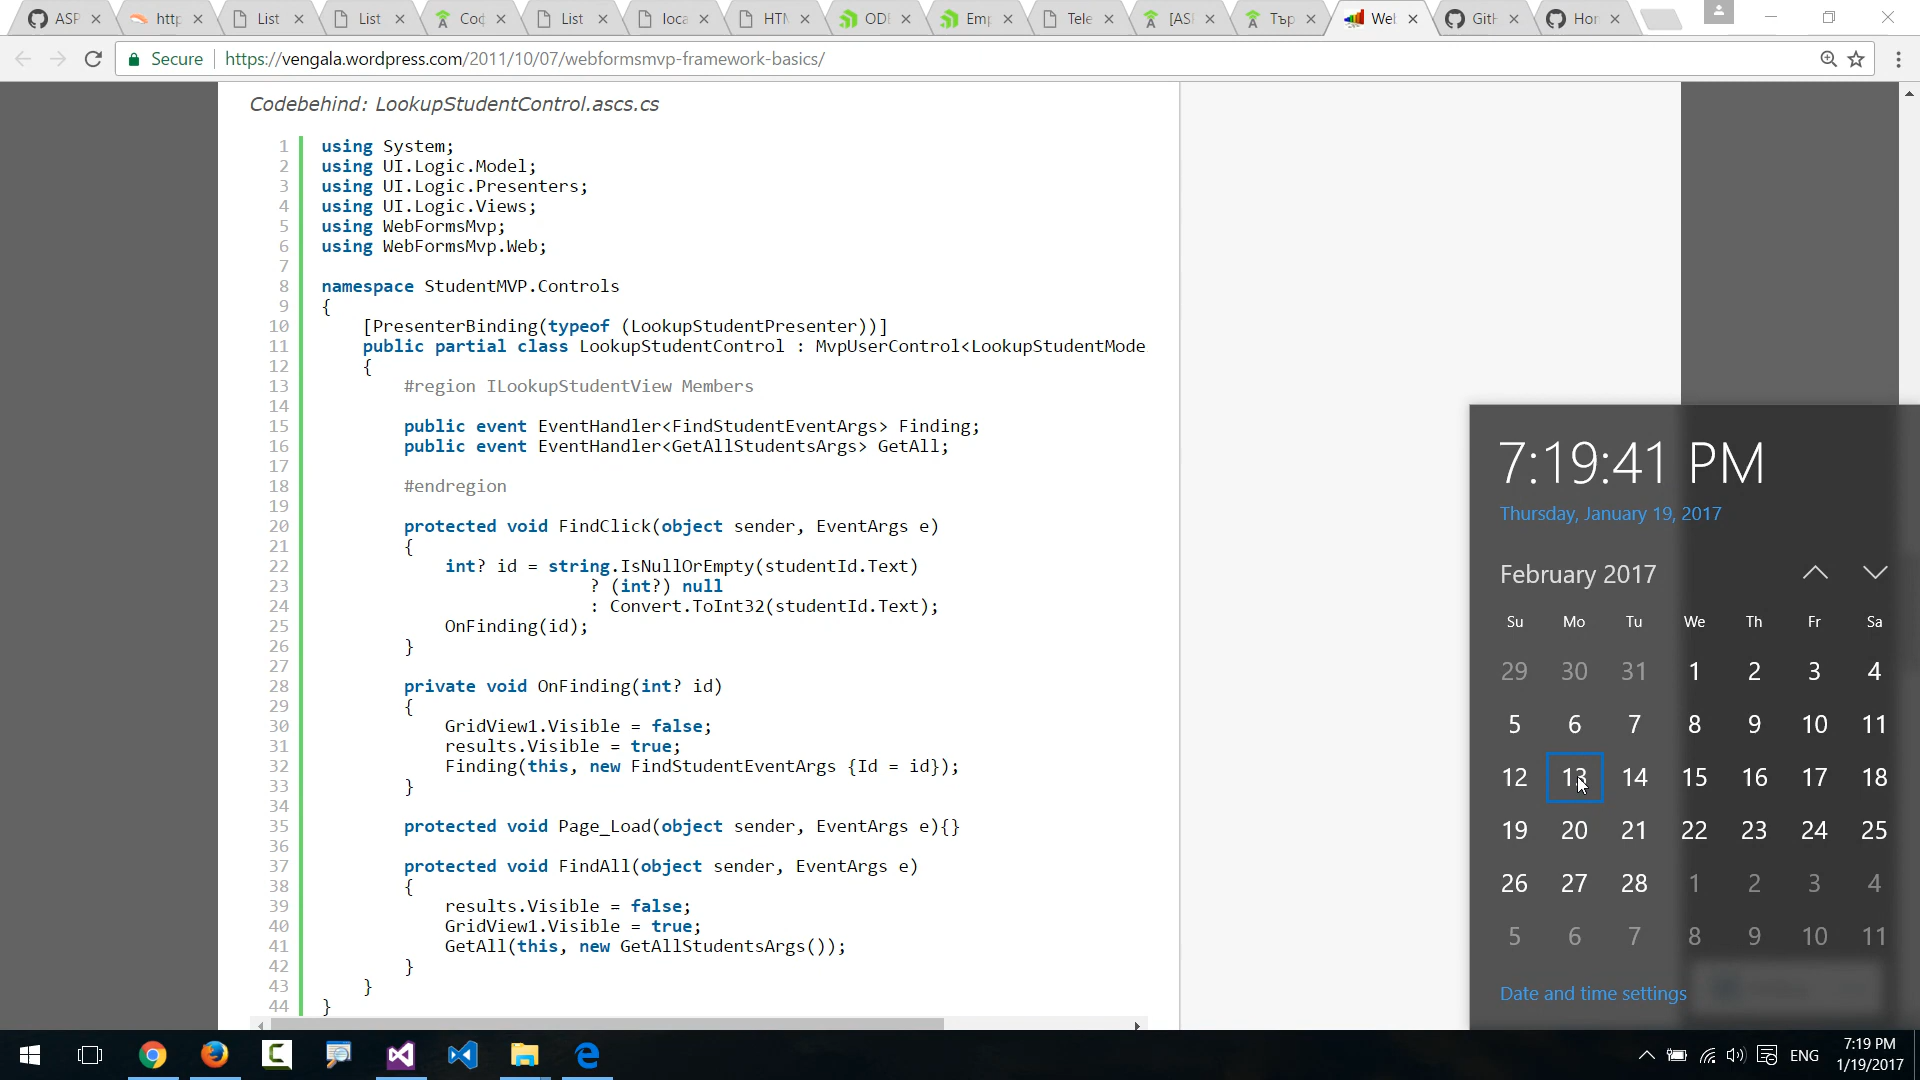 ASP
http
List
List
Coc
List
loca
HTM
ODE
Emp
Tele
[ASI
Тър
Wel
GitH
Hor
Secure
https://vengala.wordpress.com/2011/10/07/webformsmvp-framework-basics/
Codebehind: LookupStudentControl.ascs.cs
1 using System;
2 using UI.Logic.Model;
3 using UI.Logic.Presenters;
4 using UI.Logic.Views;
5 using WebFormsMvp;
6 using WebFormsMvp.Web;
7
8 namespace StudentMVP.Controls
9 {
10 [PresenterBinding(typeof (LookupStudentPresenter))]
11 public partial class LookupStudentControl : MvpUserControl<LookupStudentMode
12 {
13 #region ILookupStudentView Members
14
15 public event EventHandler<FindStudentEventArgs> Finding;
16 public event EventHandler<GetAllStudentsArgs> GetAll;
17
18 #endregion
19
20 protected void FindClick(object sender, EventArgs e)
21 {
22 int? id = string.IsNullOrEmpty(studentId.Text)
23 ? (int?) null
24 : Convert.ToInt32(studentId.Text);
25 OnFinding(id);
26 }
27
28 private void OnFinding(int? id)
29 {
30 GridView1.Visible = false;
31 results.Visible = true;
32 Finding(this, new FindStudentEventArgs {Id = id});
33 }
34
35 protected void Page_Load(object sender, EventArgs e){}
36
37 protected void FindAll(object sender, EventArgs e)
38 {
39 results.Visible = false;
40 GridView1.Visible = true;
41 GetAll(this, new GetAllStudentsArgs());
42 }
43 }
44 }
7:19:41 PM
Thursday, January 19, 2017
February 2017
Su Mo Tu We Th Fr Sa
29 30 31 1 2 3 4
5 6 7 8 9 10 11
12 13 14 15 16 17 18
19 20 21 22 23 24 25
26 27 28 1 2 3 4
5 6 7 8 9 10 11
Date and time settings
ENG
7:19 PM
1/19/2017